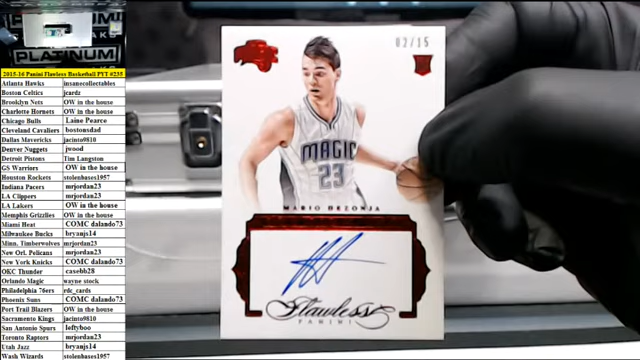 PLATINUM
PLATINUM
2015-16 Panini Flawless Basketball PYT #235
Atlanta Hawks insanecollectables
Boston Celtics jcardz
Brooklyn Nets OW in the house
Charlotte Hornets OW in the house
Chicago Bulls Laine Pearce
Cleveland Cavaliers bostonsdad
Dallas Mavericks jacinto9810
Denver Nuggets jwood
Detroit Pistons Tim Langston
GS Warriors OW in the house
Houston Rockets stolenbases1957
Indiana Pacers mrjordan23
LA Clippers mrjordan23
LA Lakers OW in the house
Memphis Grizzlies OW in the house
Miami Heat COMC dalando73
Milwaukee Bucks bryanjs14
Minn. Timberwolves mrjordan23
New Orl. Pelicans mrjordan23
New York Knicks COMC dalando73
OKC Thunder casebb28
Orlando Magic wayne stock
Philadelphia 76ers rdc_cards
Phoenix Suns COMC dalando73
Port Trail Blazers OW in the house
Sacramento Kings jacinto9810
San Antonio Spurs leftyboo
Toronto Raptors mrjordan23
Utah Jazz bryanjs14
Wash Wizards stolenbases1957
02/15
MAGIC
23
MARIO HEZONJA
Flawless
PANINI